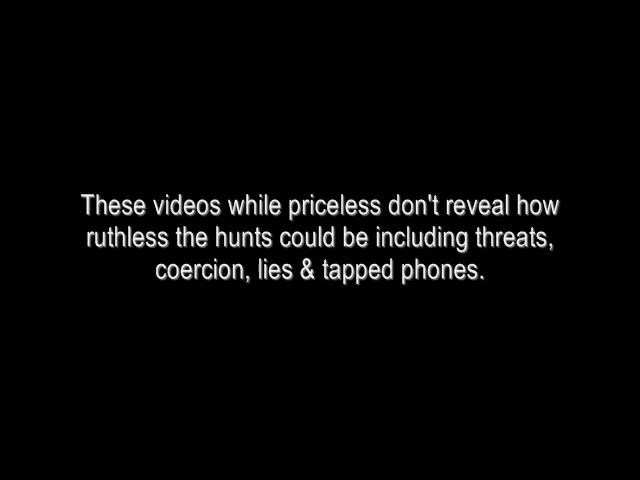 These videos while priceless don't reveal how
ruthless the hunts could be including threats,
coercion, lies & tapped phones.